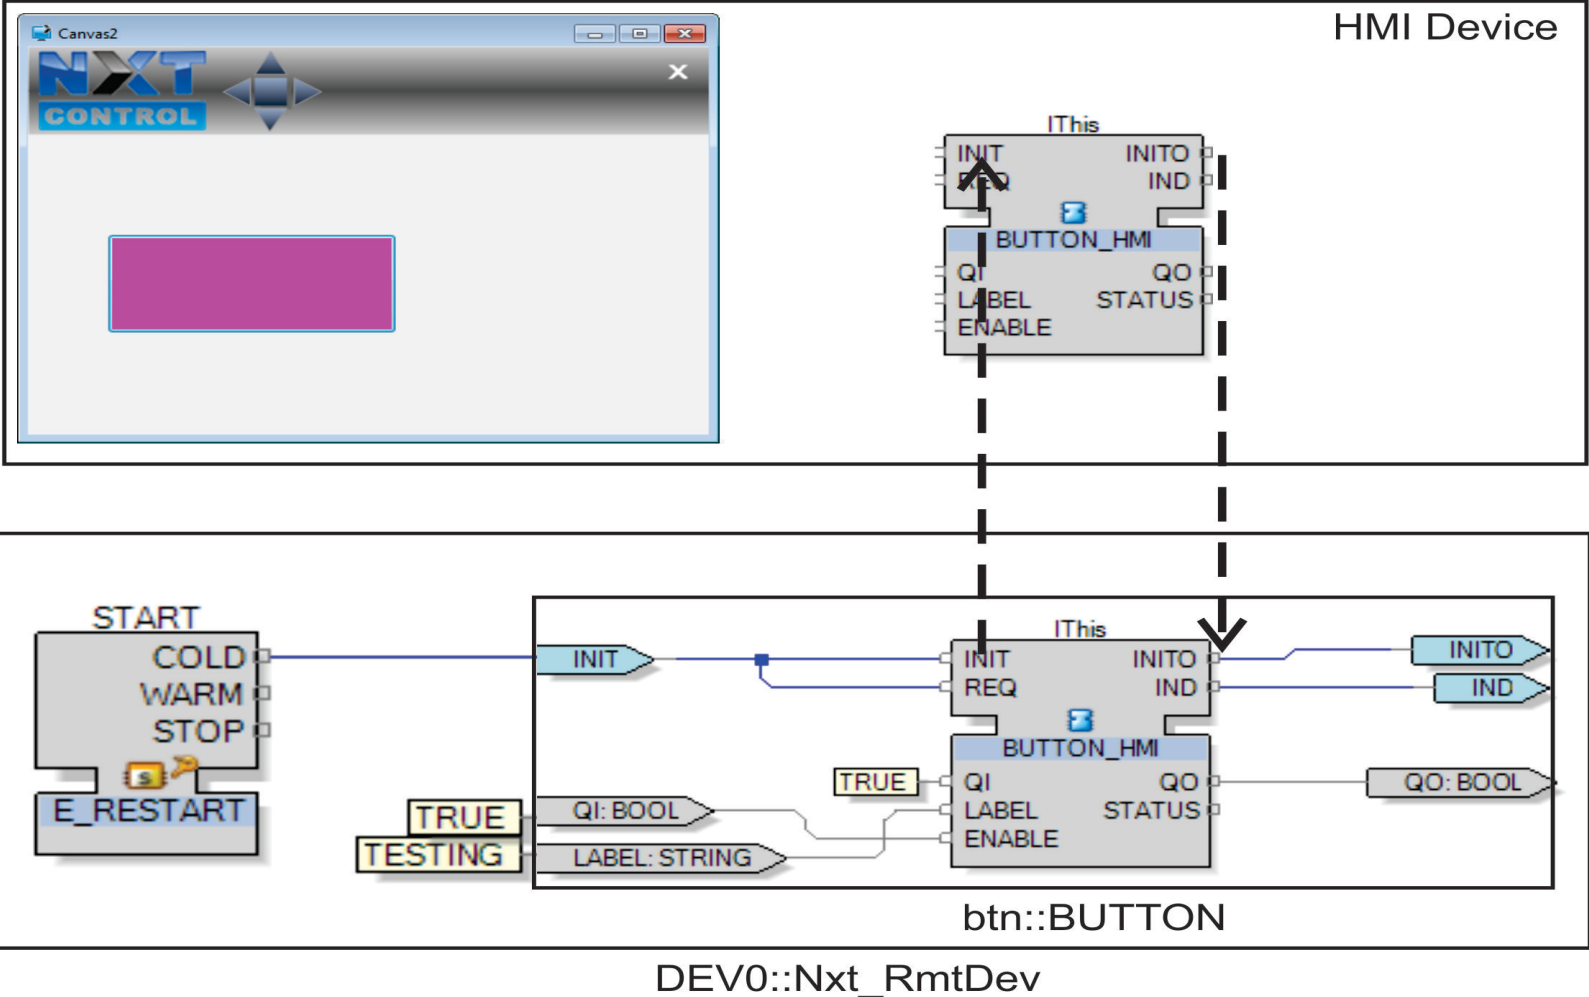 HMI Device
Canvas2
NXT
CONTROL
IThis
INIT INITO
REQ IND
BUTTON_HMI
QI QO
LABEL STATUS
ENABLE
START
COLD
WARM
STOP
S
E_RESTART
TRUE
TESTING
INIT
QI: BOOL
LABEL: STRING
IThis
INIT INITO
REQ IND
BUTTON_HMI
TRUE
QI QO
LABEL STATUS
ENABLE
INITO
IND
QO: BOOL
btn::BUTTON
DEV0::Nxt_RmtDev